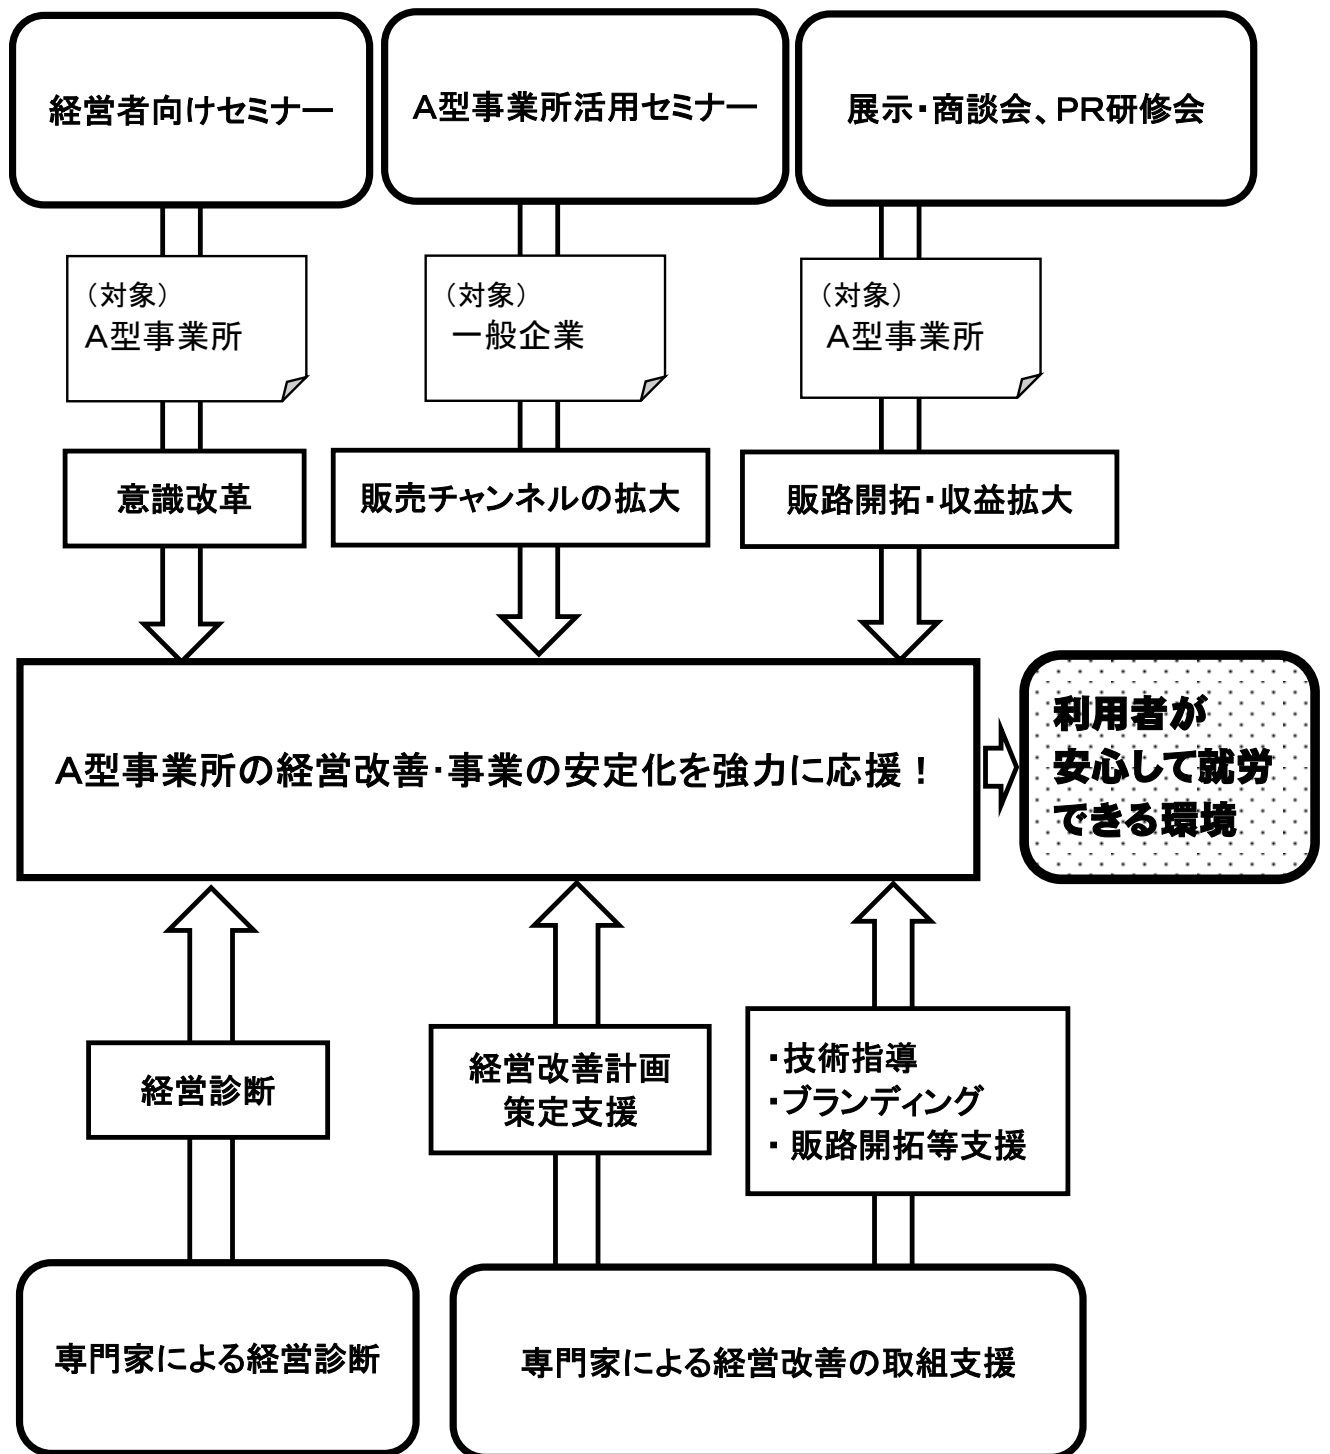 経営者向けセミナー
A型事業所活用セミナー
展示・商談会、PR研修会
（対象）
A型事業所
（対象）
一般企業
（対象）
A型事業所
意識改革
販売チャンネルの拡大
販路開拓・収益拡大
A型事業所の経営改善・事業の安定化を強力に応援！
利用者が
安心して就労
できる環境
経営診断
経営改善計画
策定支援
・技術指導
・ブランディング
・販路開拓等支援
専門家による経営診断
専門家による経営改善の取組支援